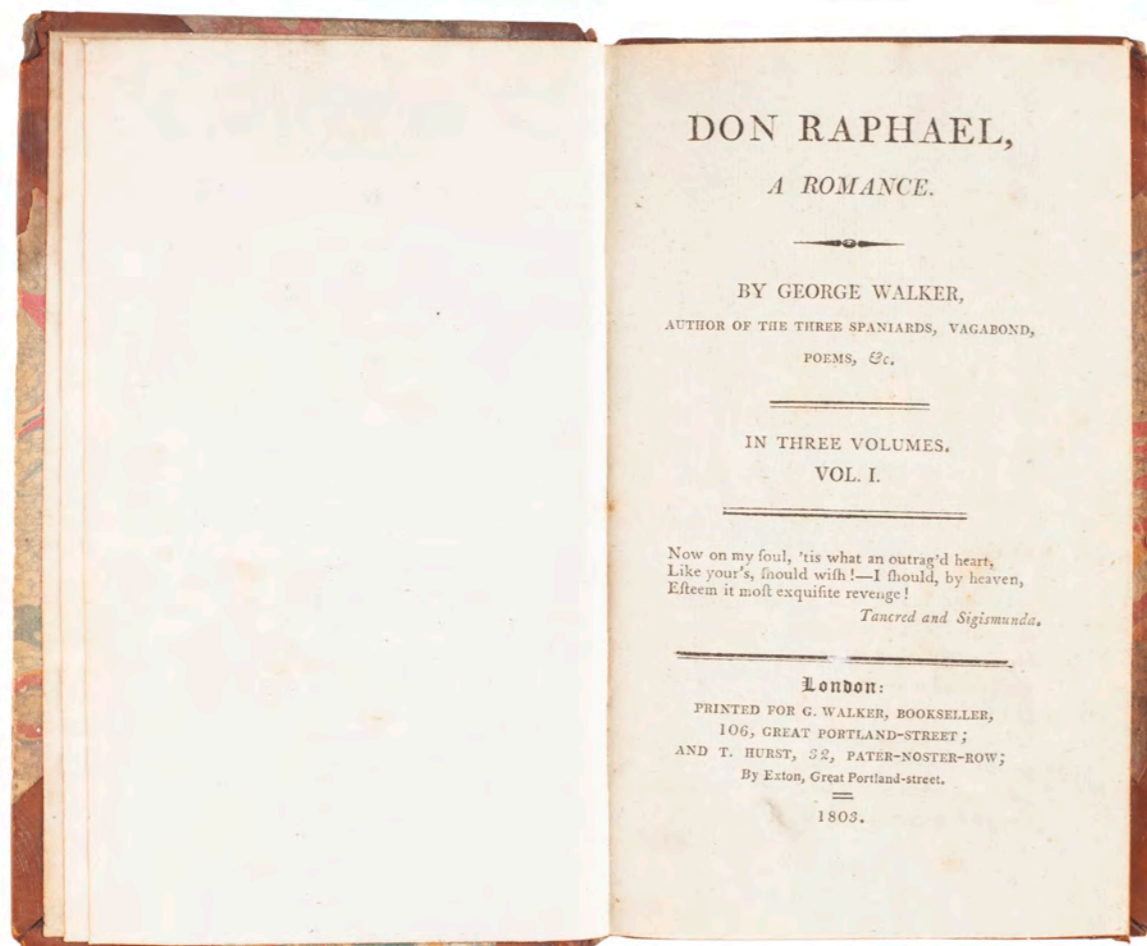 DON RAPHAEL,
A ROMANCE.
BY GEORGE WALKER,
AUTHOR OF THE THREE SPANIARDS, VAGABOND,
POEMS, &c.
IN THREE VOLUMES.
VOL. I.
Now on my ſoul, 'tis what an outrag'd heart,
Like your's, ſhould wiſh!—I ſhould, by heaven,
Eſteem it moſt exquiſite revenge!
Tancred and Sigismunda.
London:
PRINTED FOR G. WALKER, BOOKSELLER,
106, GREAT PORTLAND-STREET;
AND T. HURST, 32, PATER-NOSTER-ROW;
By Exton, Great Portland-street.
1803.